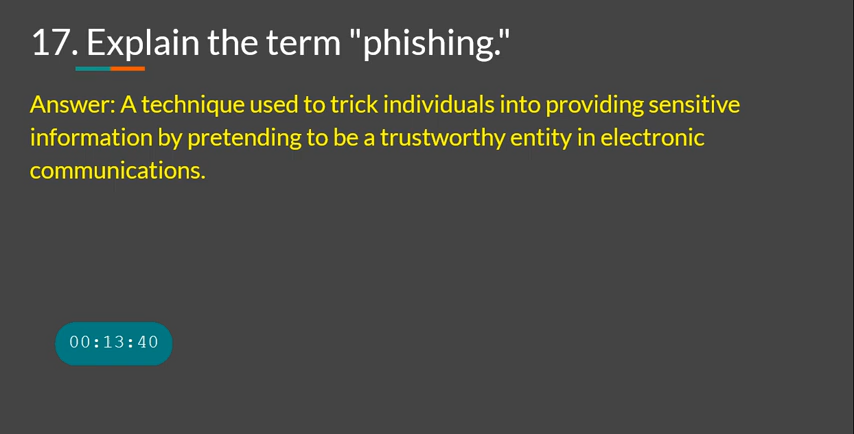 17. Explain the term "phishing."
Answer: A technique used to trick individuals into providing sensitive
information by pretending to be a trustworthy entity in electronic
communications.
00:13:40